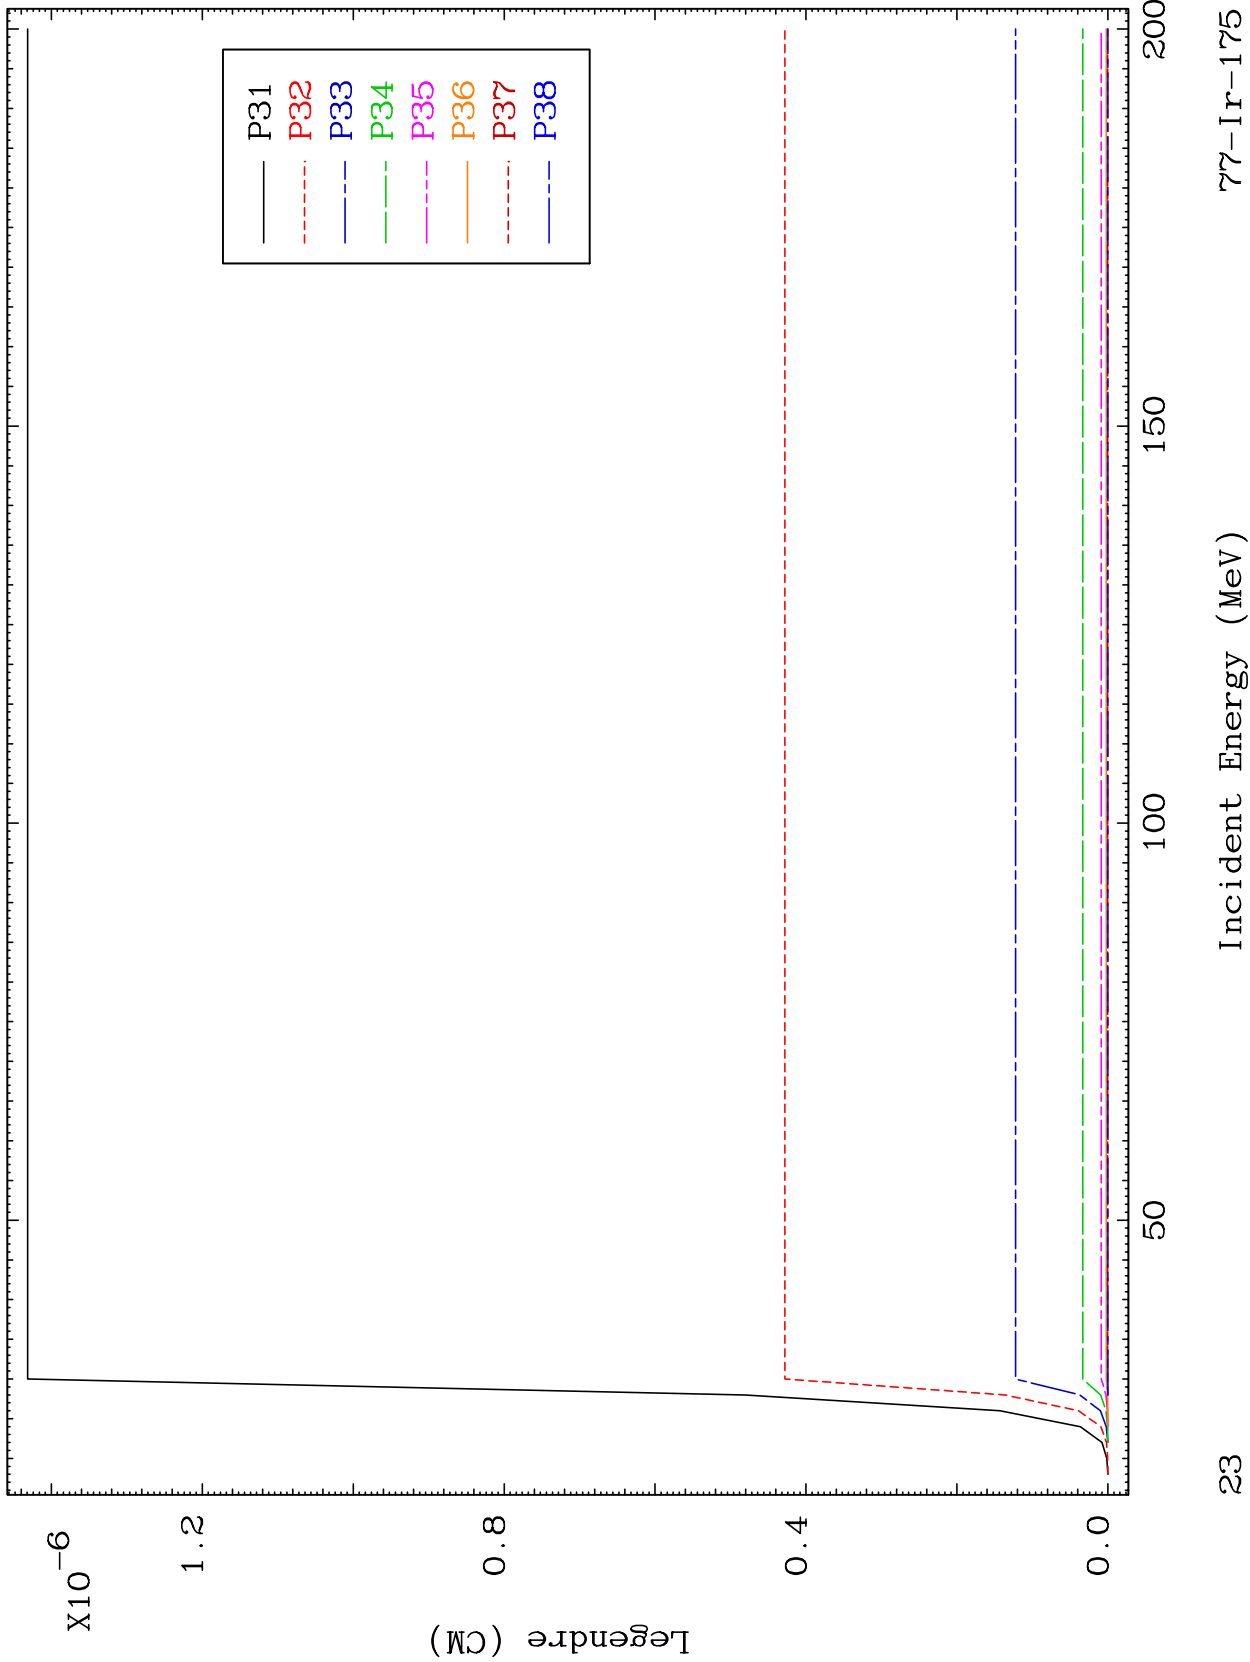 X10-6
1.2
0.8
0.4
0.0
Legendre (CM)
P31
P32
P33
P34
P35
P36
P37
P38
50
100
150
200
Incident Energy (MeV)
23
77-Ir-175